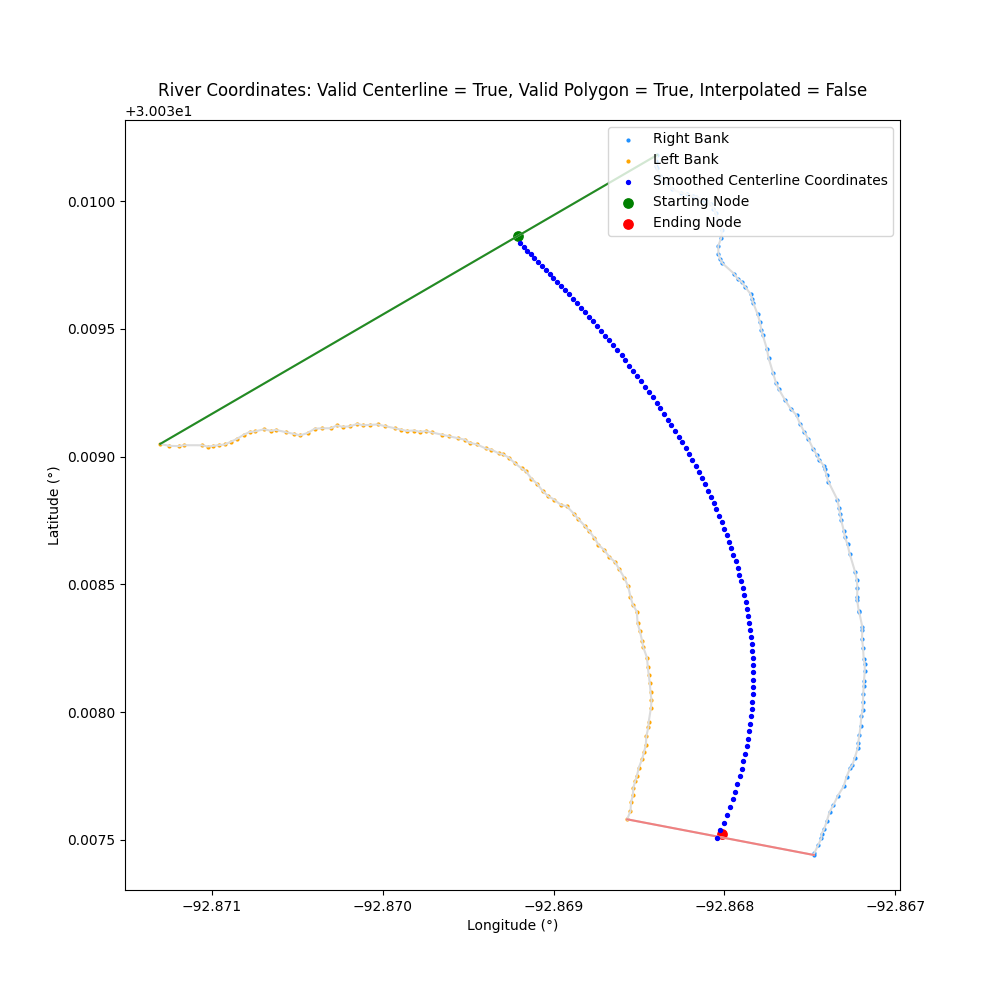 River Coordinates: Valid Centerline = True, Valid Polygon = True, Interpolated = False
+3.003e1
Right Bank
Left Bank
Smoothed Centerline Coordinates
Starting Node
Ending Node
0.0100
0.0095
0.0090
0.0085
0.0080
0.0075
Latitude (°)
−92.871
−92.870
−92.869
−92.868
−92.867
Longitude (°)